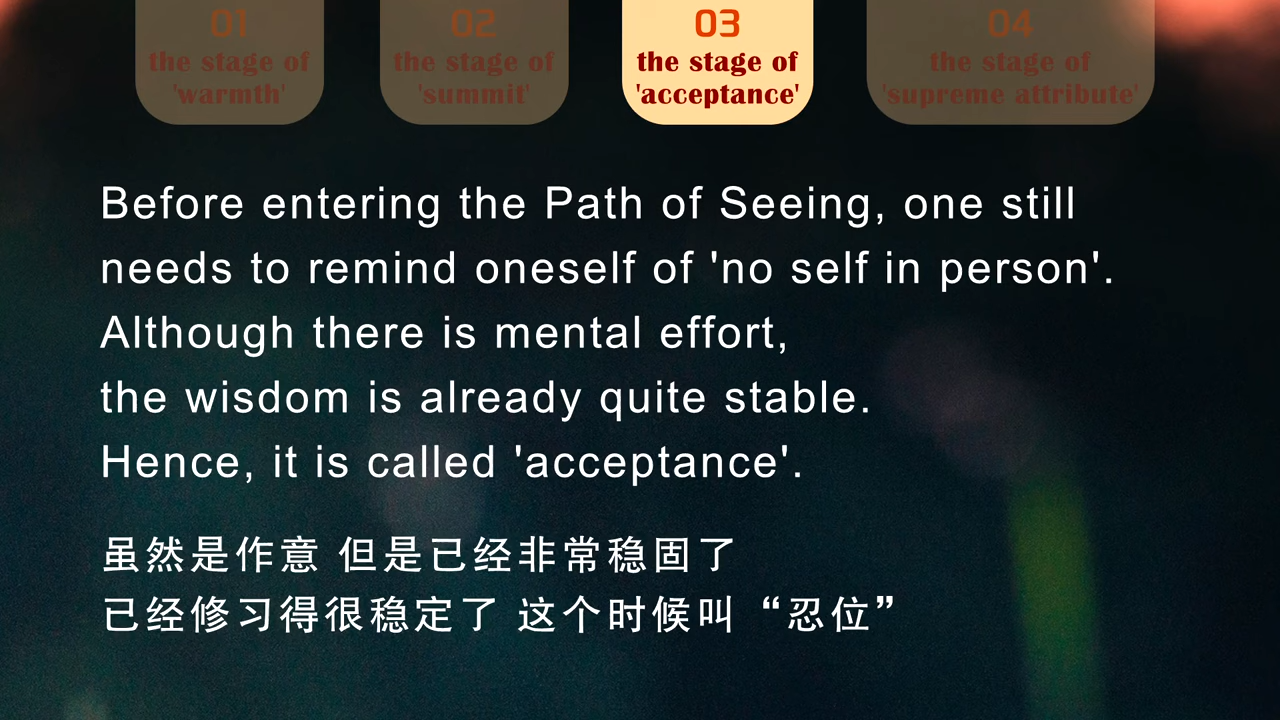 01
the stage of
'warmth'
02
the stage of
'summit'
03
the stage of
'acceptance'
04
the stage of
'supreme attribute'
Before entering the Path of Seeing, one still
needs to remind oneself of 'no self in person'.
Although there is mental effort,
the wisdom is already quite stable.
Hence, it is called 'acceptance'.
虽然是作意 但是已经非常稳固了
已经修习得很稳定了 这个时候叫“忍位”